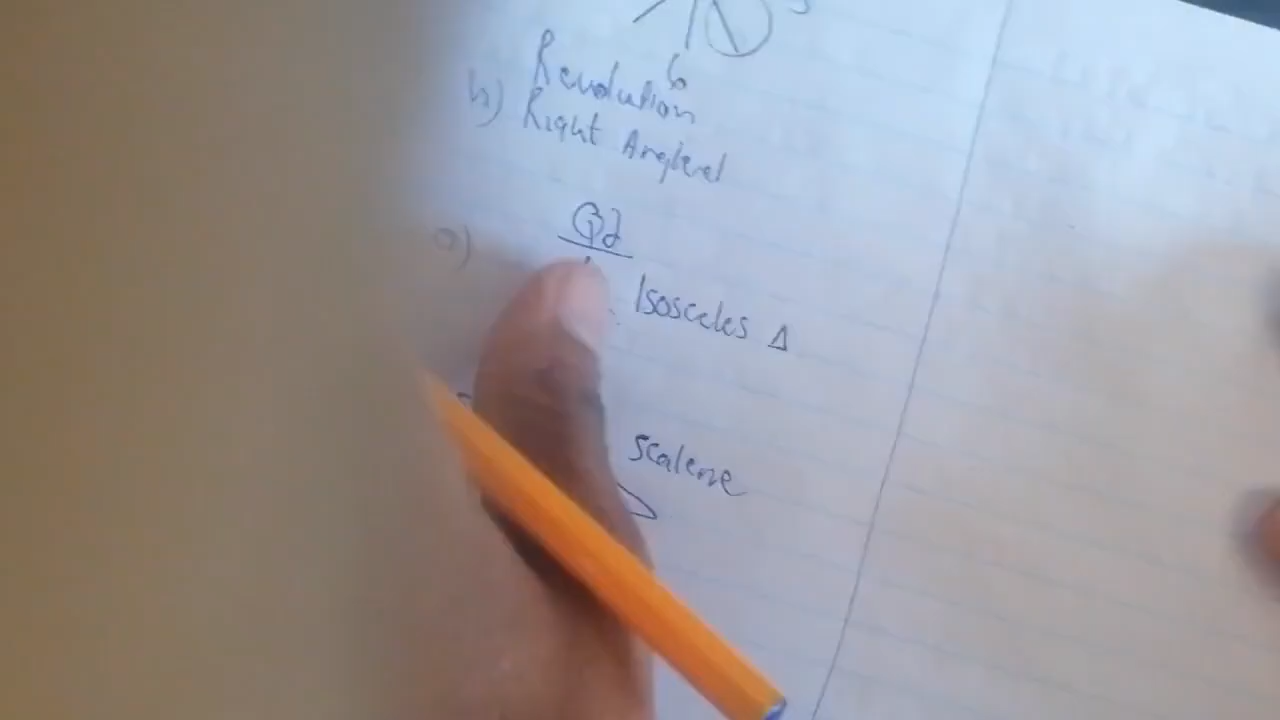 6
Revolution
b) Right Angled
Q2
a)
Isosceles Δ
Scalene